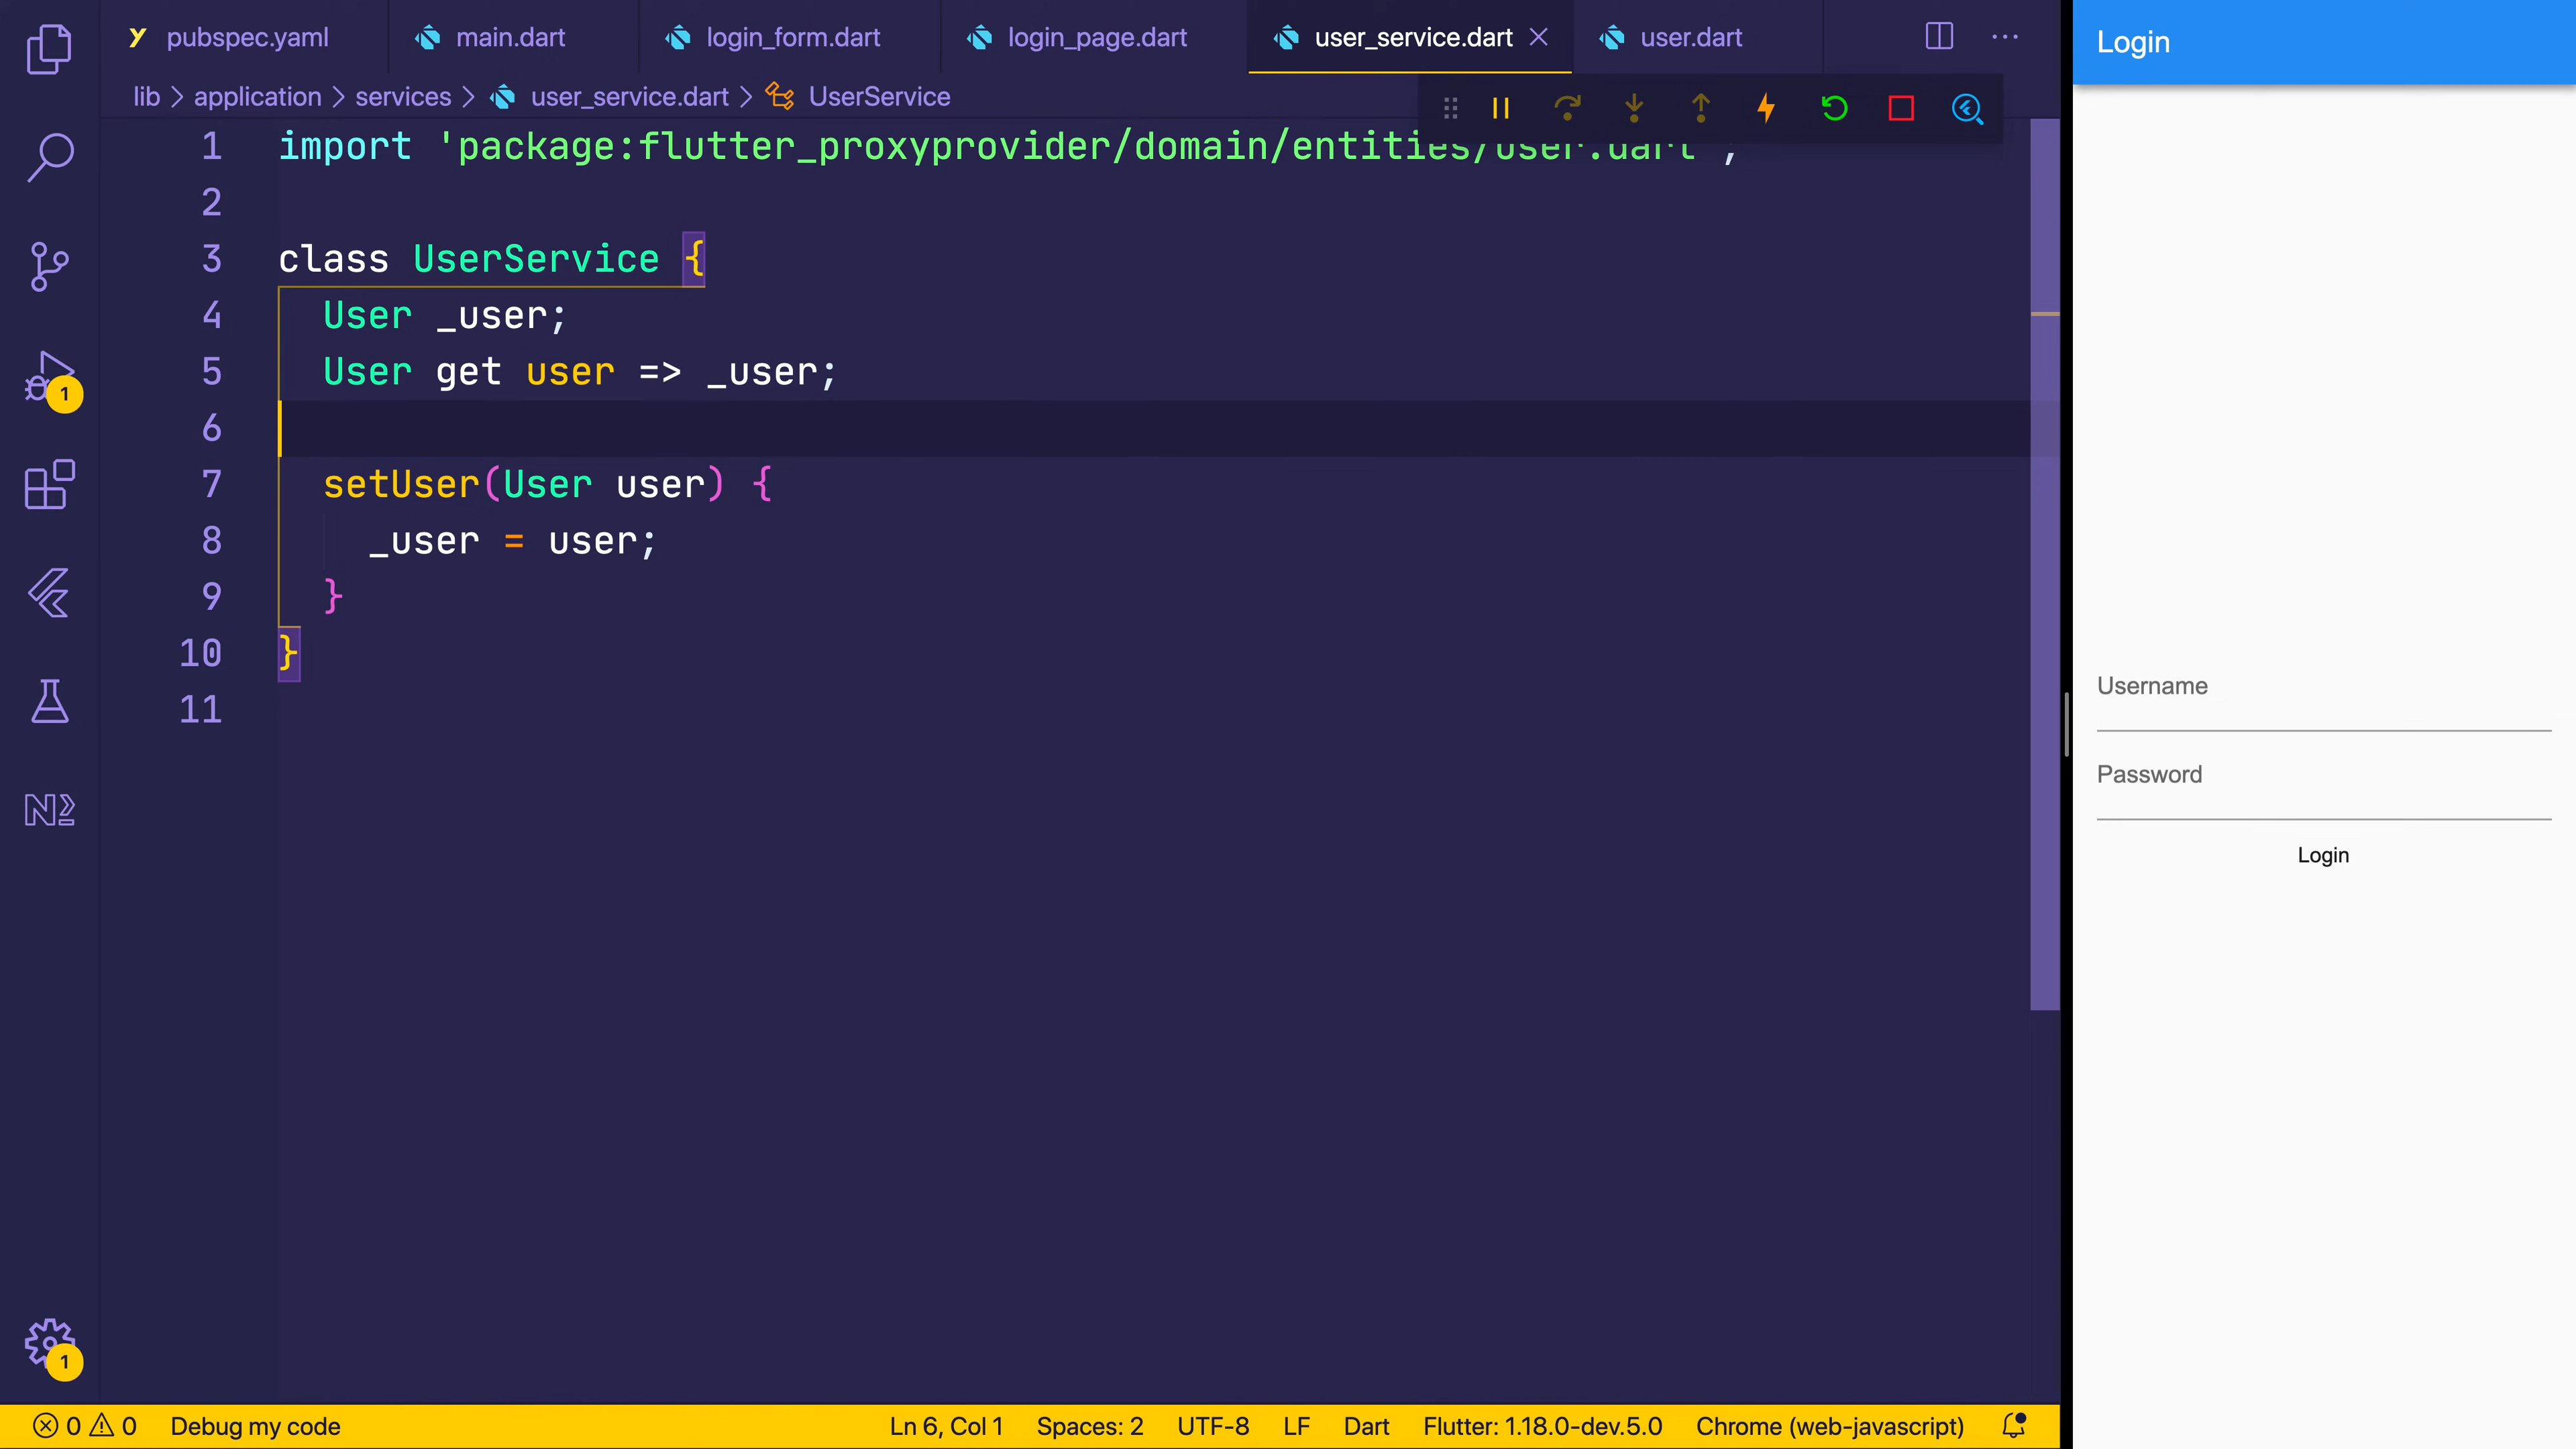 pubspec.yaml
main.dart
login_form.dart
login_page.dart
user_service.dart
user.dart
lib > application > services > user_service.dart > UserService
1 import 'package:flutter_proxyprovider/domain/entities/user.dart';
2
3 class UserService {
4 User _user;
5 User get user => _user;
6
7 setUser(User user) {
8 _user = user;
9 }
10 }
11
1
1
0 0 Debug my code Ln 6, Col 1 Spaces: 2 UTF-8 LF Dart Flutter: 1.18.0-dev.5.0 Chrome (web-javascript)
Login
Username
Password
Login